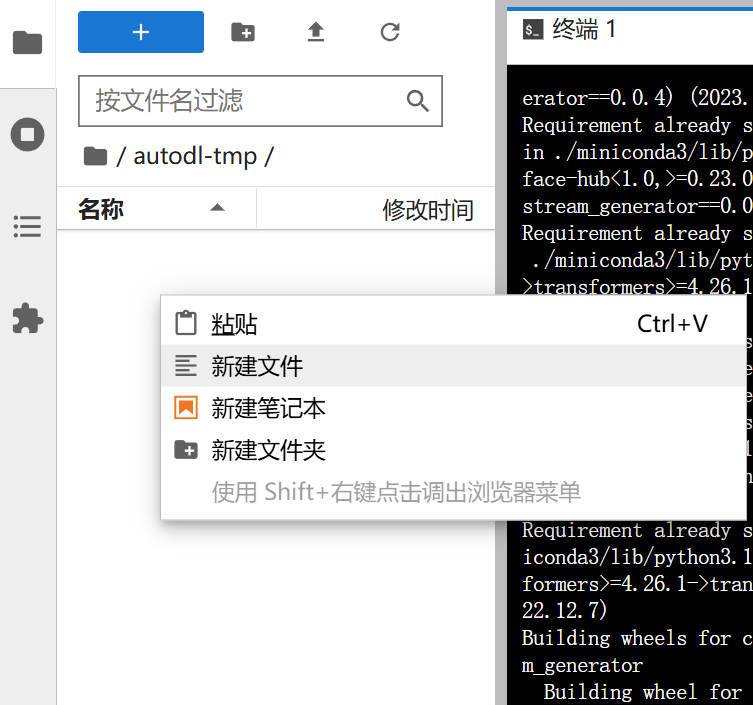 终端 1
按文件名过滤
/ autodl-tmp /
名称
修改时间
粘贴 Ctrl+V
新建文件
新建笔记本
新建文件夹
使用 Shift+右键点击调出浏览器菜单
erator==0.0.4) (2023.
Requirement already s
in ./miniconda3/lib/p
face-hub<1.0,>=0.23.0
stream_generator==0.0
Requirement already s
./miniconda3/lib/pyt
>transformers>=4.26.1
Requirement already s
iconda3/lib/python3.1
formers>=4.26.1->tran
22.12.7)
Building wheels for c
m_generator
Building wheel for